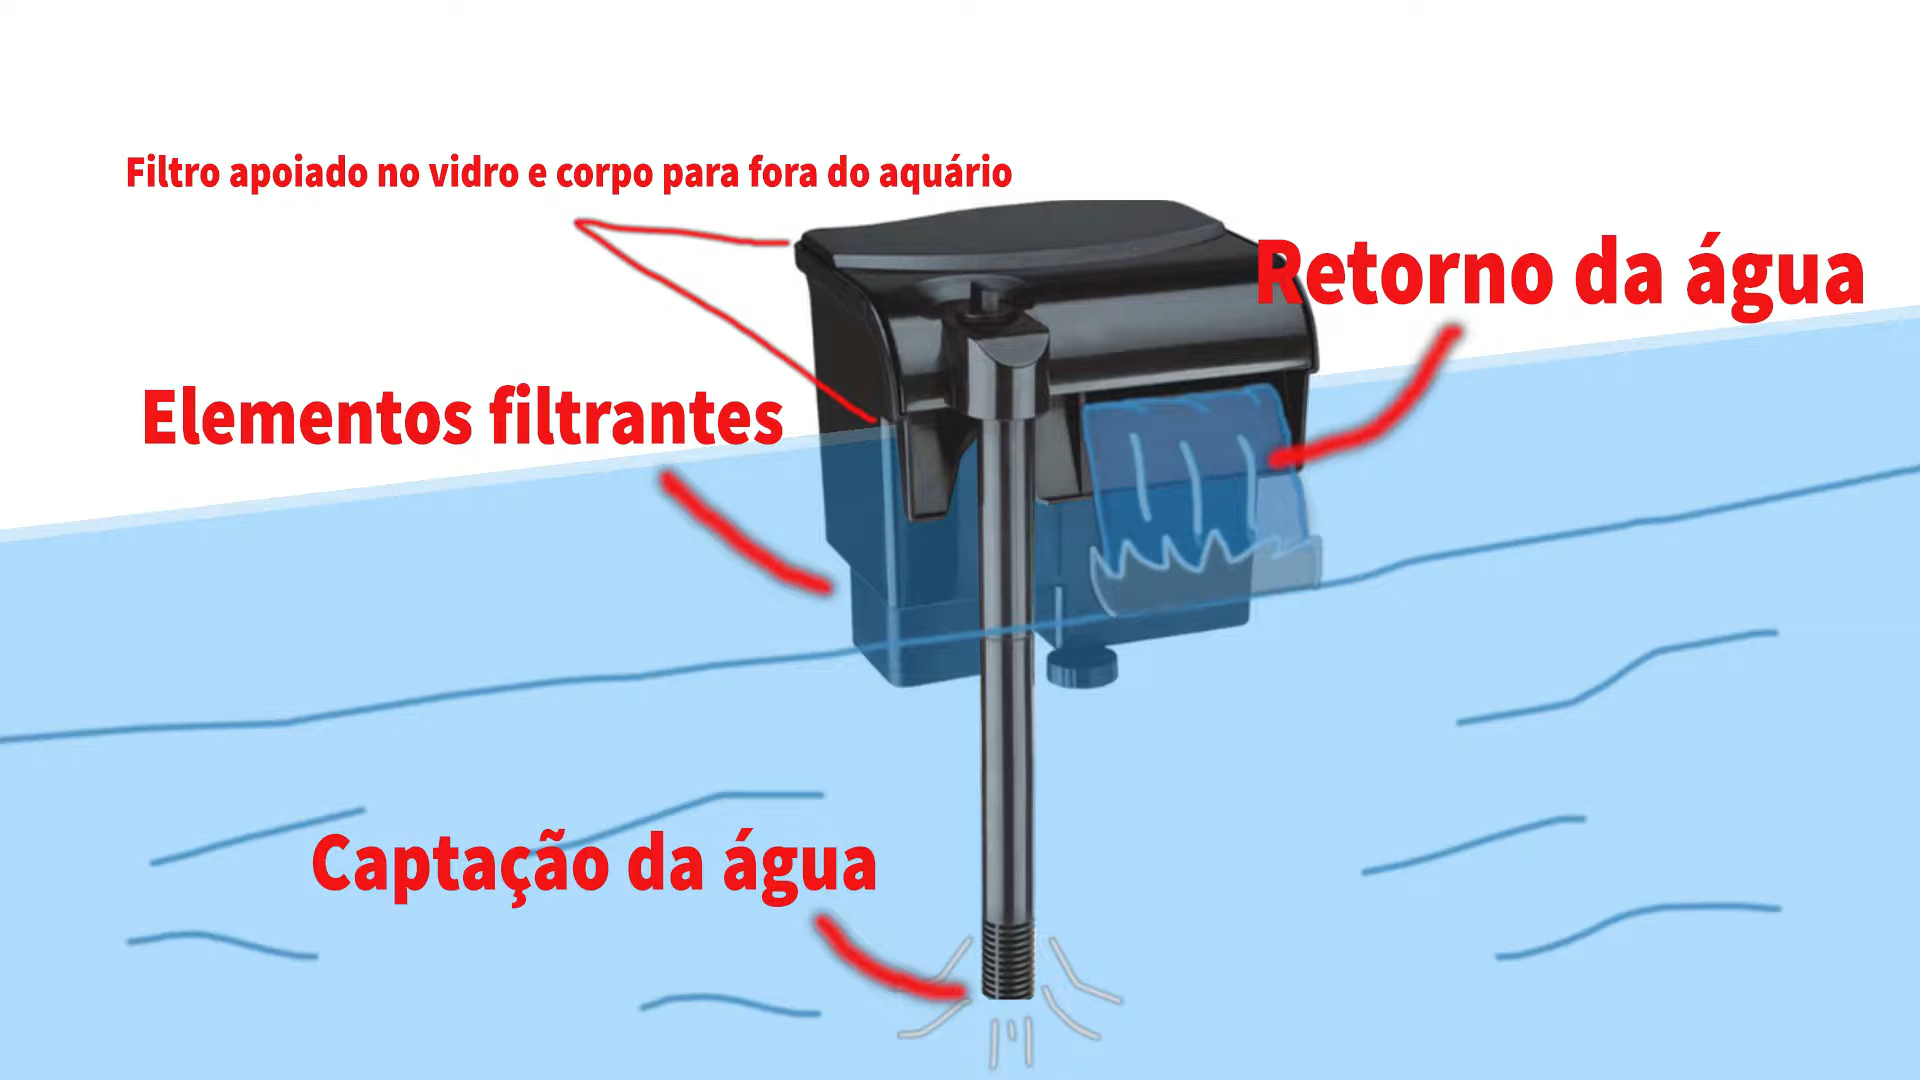 Filtro apoiado no vidro e corpo para fora do aquário
Retorno da água
Elementos filtrantes
Captação da água